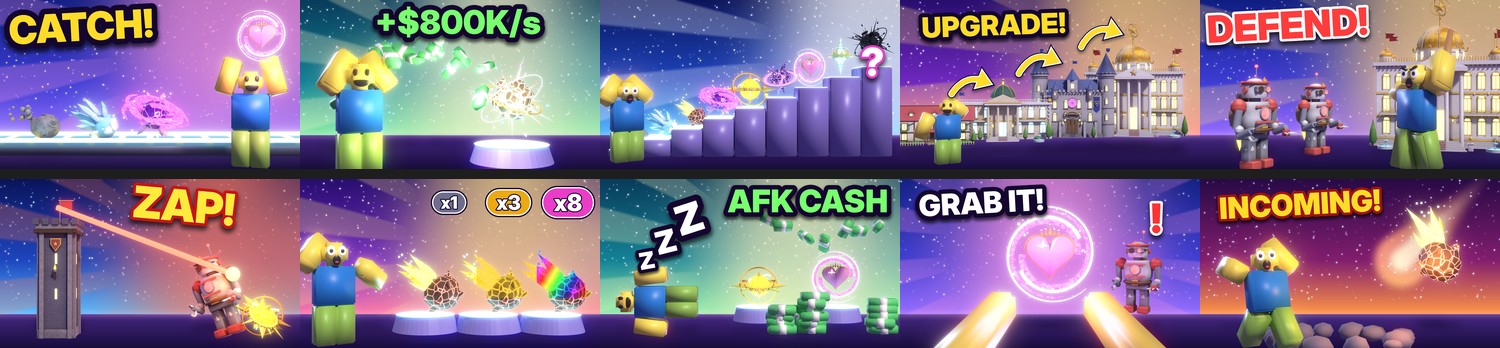 CATCH!
+$800K/s
?
UPGRADE!
DEFEND!
ZAP!
x1
x3
x8
zzZ
AFK CASH
GRAB IT!
!
INCOMING!